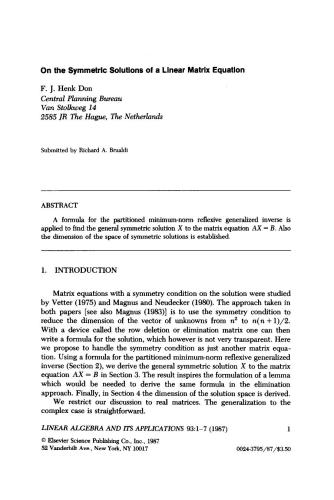 On the Symmetric Solutions of a Linear Matrix Equation
F. J. Henk Don
Central Planning Bureau
Van Stolkweg 14
2585 JR The Hague, The Netherlands
Submitted by Richard A. Brualdi
ABSTRACT
A formula for the partitioned minimum-norm reflexive generalized inverse is
applied to find the general symmetric solution X to the matrix equation AX = B. Also
the dimension of the space of symmetric solutions is established.
1. INTRODUCTION
Matrix equations with a symmetry condition on the solution were studied
by Vetter (1975) and Magnus and Neudecker (1980). The approach taken in
both papers [see also Magnus (1983)] is to use the symmetry condition to
reduce the dimension of the vector of unknowns from n² to n(n + 1)/2.
With a device called the row deletion or elimination matrix one can then
write a formula for the solution, which however is not very transparent. Here
we propose to handle the symmetry condition as just another matrix equa-
tion. Using a formula for the partitioned minimum-norm reflexive generalized
inverse (Section 2), we derive the general symmetric solution X to the matrix
equation AX = B in Section 3. The result inspires the formulation of a lemma
which would be needed to derive the same formula in the elimination
approach. Finally, in Section 4 the dimension of the solution space is derived.
We restrict our discussion to real matrices. The generalization to the
complex case is straightforward.
LINEAR ALGEBRA AND ITS APPLICATIONS 93:1-7 (1987) 1
© Elsevier Science Publishing Co., Inc., 1987
52 Vanderbilt Ave., New York, NY 10017 0024-3795/87/$3.50